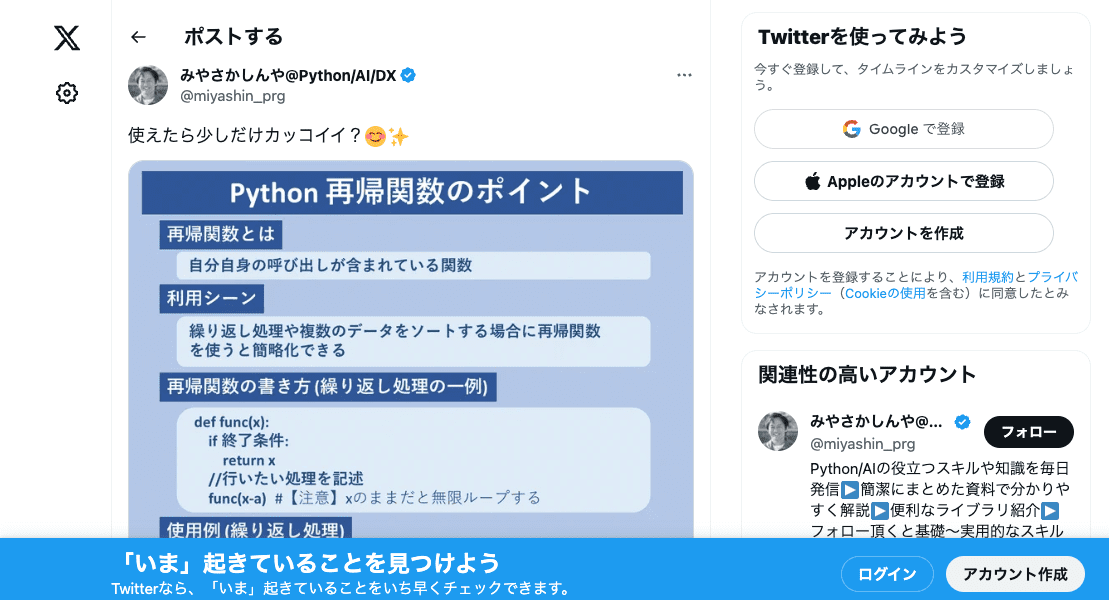 ポストする
みやさかしんや@Python/AI/DX
@miyashin_prg
使えたら少しだけカッコイイ？😊✨
Python 再帰関数のポイント
再帰関数とは
自分自身の呼び出しが含まれている関数
利用シーン
繰り返し処理や複数のデータをソートする場合に再帰関数
を使うと簡略化できる
再帰関数の書き方 (繰り返し処理の一例)
def func(x):
if 終了条件:
return x
//行いたい処理を記述
func(x-a) #【注意】xのままだと無限ループする
使用例 (繰り返し処理)
Twitterを使ってみよう
今すぐ登録して、タイムラインをカスタマイズしましょ
う。
Google で登録
Appleのアカウントで登録
アカウントを作成
アカウントを登録することにより、利用規約とプライバ
シーポリシー（Cookieの使用を含む）に同意したとみ
なされます。
関連性の高いアカウント
みやさかしんや@...
@miyashin_prg
フォロー
Python/AIの役立つスキルや知識を毎日
発信▶️簡潔にまとめた資料で分かりや
すく解説▶️便利なライブラリ紹介▶️
フォロー頂くと基礎〜実用的なスキル
「いま」起きていることを見つけよう
Twitterなら、「いま」起きていることをいち早くチェックできます。
ログイン
アカウント作成